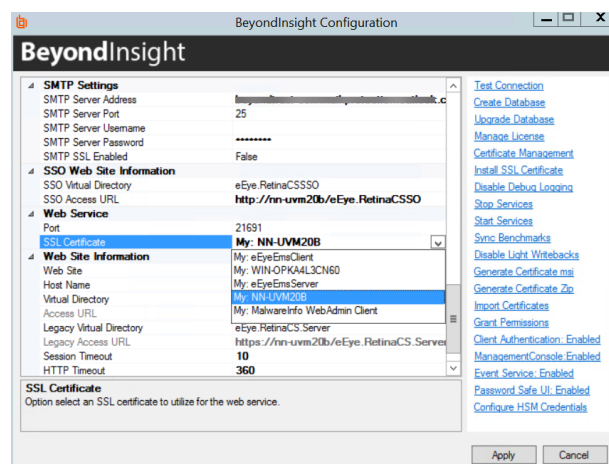 BeyondInsight Configuration
BeyondInsight
SMTP Settings
SMTP Server Address
SMTP Server Port 25
SMTP Server Username
SMTP Server Password ••••••••
SMTP SSL Enabled False
SSO Web Site Information
SSO Virtual Directory eEye.RetinaCSSSO
SSO Access URL http://nn-uvm20b/eEye.RetinaCSSO
Web Service
Port 21691
SSL Certificate My: NN-UVM20B
Web Site Information My: eEyeEmsClient
Web Site My: WIN-OPKA4L3CN60
Host Name My: eEyeEmsServer
Virtual Directory My: NN-UVM20B
Access URL My: MalwareInfo WebAdmin Client
Legacy Virtual Directory eEye.RetinaCS.Server
Legacy Access URL https://nn-uvm20b/eEye.RetinaCS.Server
Session Timeout 10
HTTP Timeout 360
SSL Certificate
Option select an SSL certificate to utilize for the web service.
Test Connection
Create Database
Upgrade Database
Manage License
Certificate Management
Install SSL Certificate
Disable Debug Logging
Stop Services
Start Services
Sync Benchmarks
Disable Light Writebacks
Generate Certificate msi
Generate Certificate Zip
Import Certificates
Grant Permissions
Client Authentication: Enabled
ManagementConsole:Enabled
Event Service: Enabled
Password Safe UI: Enabled
Configure HSM Credentials
Apply Cancel